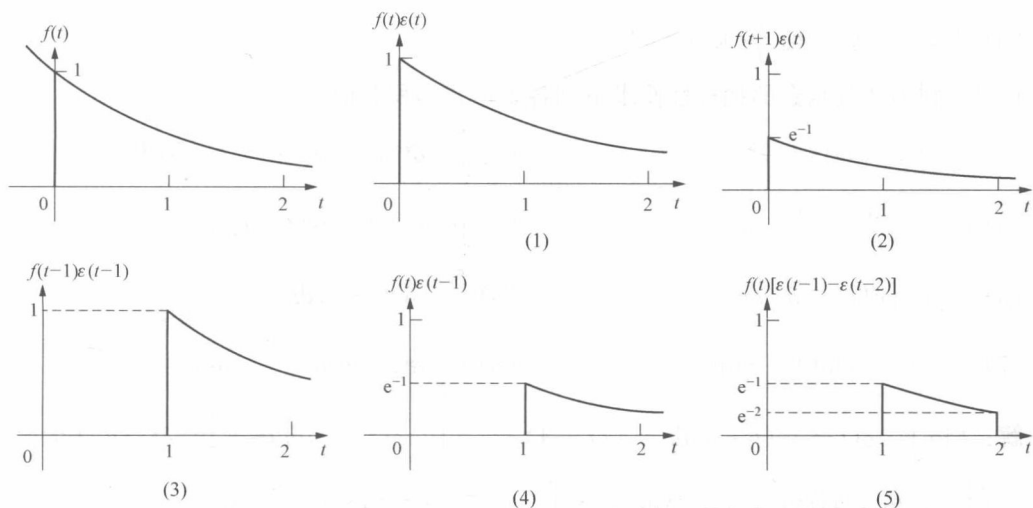 f(t)
1
0
1
2
t
f(t)ε(t)
1
0
1
2
t
(1)
f(t+1)ε(t)
1
e⁻¹
0
1
2
t
(2)
f(t−1)ε(t−1)
1
0
1
2
t
(3)
f(t)ε(t−1)
1
e⁻¹
0
1
2
t
(4)
f(t)[ε(t−1)−ε(t−2)]
1
e⁻¹
e⁻²
0
1
2
t
(5)